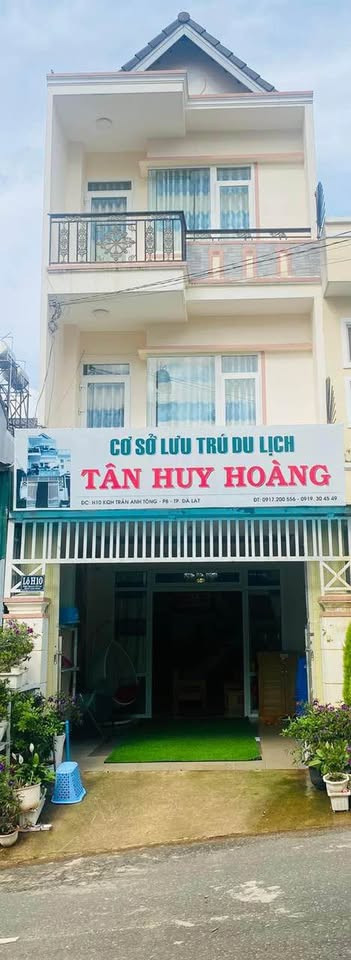 CƠ SỞ LƯU TRÚ DU LỊCH
TÂN HUY HOÀNG
ĐC: H10 KQH TRẦN ANH TÔNG - P8 - TP. ĐÀ LẠT ĐT: 0917.200 556 - 0919. 30 45 49
Lô H10